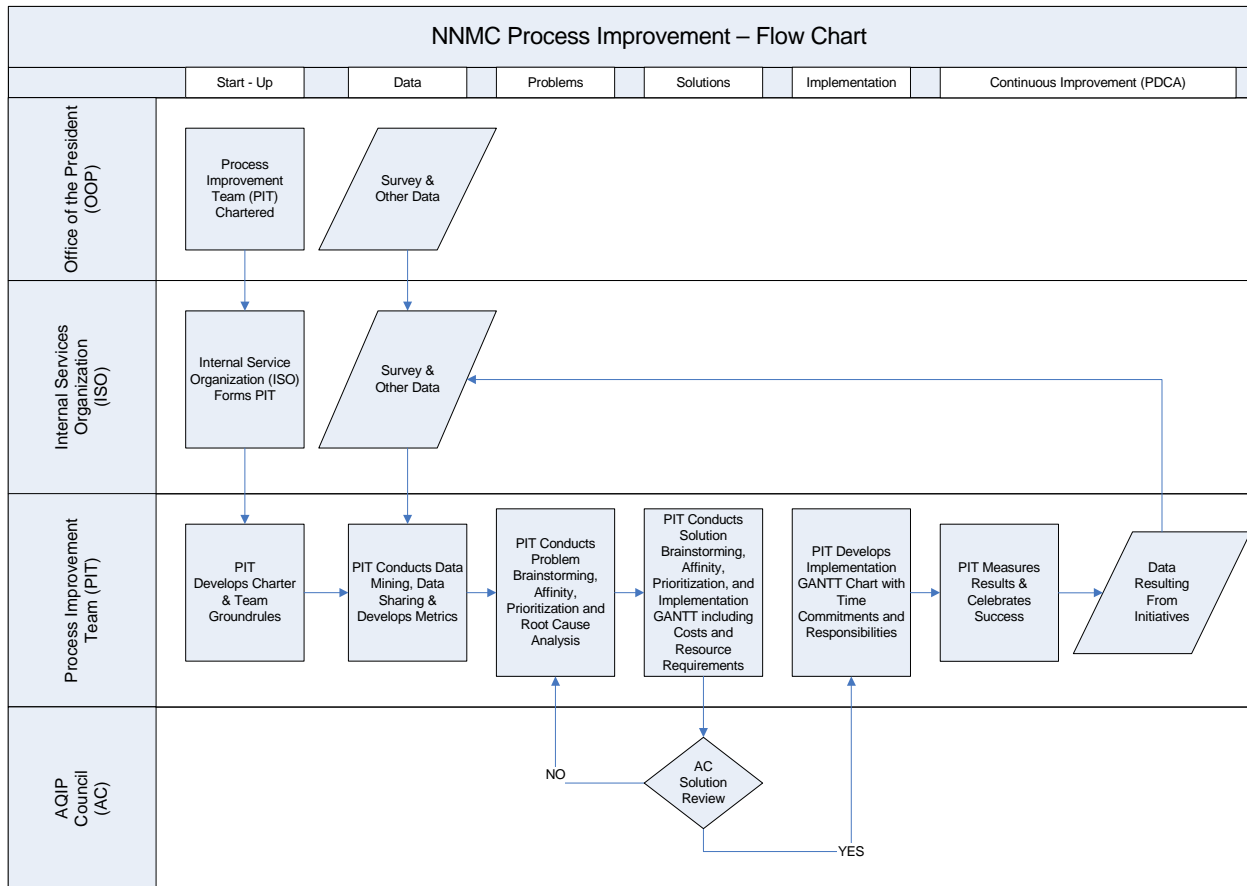 NNMC Process Improvement – Flow Chart
Start - Up
Data
Problems
Solutions
Implementation
Continuous Improvement (PDCA)
Office of the President
(OOP)
Process
Improvement
Team (PIT)
Chartered
Survey &
Other Data
Internal Services
Organization
(ISO)
Internal Service
Organization (ISO)
Forms PIT
Survey &
Other Data
Process Improvement
Team (PIT)
PIT
Develops Charter
& Team
Groundrules
PIT Conducts Data
Mining, Data
Sharing &
Develops Metrics
PIT Conducts
Problem
Brainstorming,
Affinity,
Prioritization and
Root Cause
Analysis
PIT Conducts
Solution
Brainstorming,
Affinity,
Prioritization, and
Implementation
GANTT including
Costs and
Resource
Requirements
PIT Develops
Implementation
GANTT Chart with
Time
Commitments and
Responsibilities
PIT Measures
Results &
Celebrates
Success
Data
Resulting
From
Initiatives
AQIP
Council
(AC)
NO
AC
Solution
Review
YES